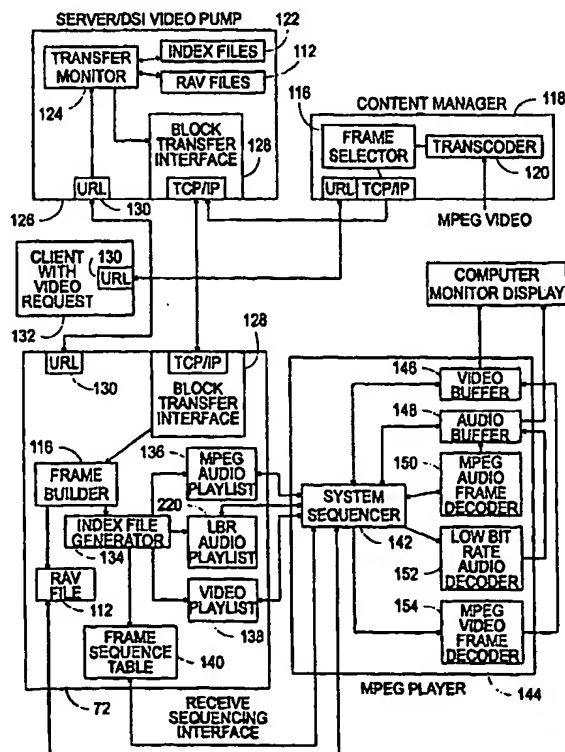 SERVER/DSI VIDEO PUMP
122
INDEX FILES
112
RAV FILES
TRANSFER
MONITOR
124
BLOCK
TRANSFER
INTERFACE
128
URL
TCP/IP
126
130
CONTENT MANAGER
118
116
FRAME
SELECTOR
TRANSCODER
120
URL
TCP/IP
MPEG VIDEO
CLIENT
WITH
VIDEO
REQUEST
130
URL
132
COMPUTER
MONITOR DISPLAY
URL
130
TCP/IP
128
BLOCK
TRANSFER
INTERFACE
116
FRAME
BUILDER
136
MPEG
AUDIO
PLAYLIST
220
INDEX FILE
GENERATOR
134
LBR
AUDIO
PLAYLIST
RAV
FILE
112
VIDEO
PLAYLIST
138
FRAME
SEQUENCE
TABLE
140
72
RECEIVE
SEQUENCING
INTERFACE
SYSTEM
SEQUENCER
142
146
VIDEO
BUFFER
148
AUDIO
BUFFER
150
MPEG
AUDIO
FRAME
DECODER
LOW BIT
RATE
AUDIO
DECODER
152
154
MPEG
VIDEO
FRAME
DECODER
MPEG PLAYER
144